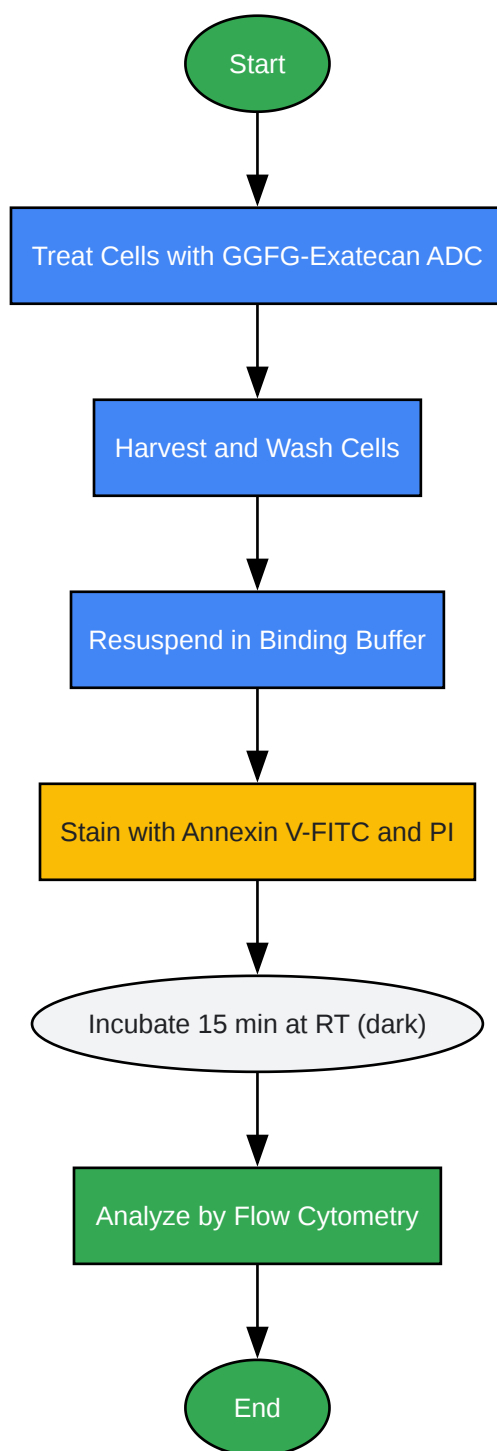 Start
Treat Cells with GGFG-Exatecan ADC
Harvest and Wash Cells
Resuspend in Binding Buffer
Stain with Annexin V-FITC and PI
Incubate 15 min at RT (dark)
Analyze by Flow Cytometry
End